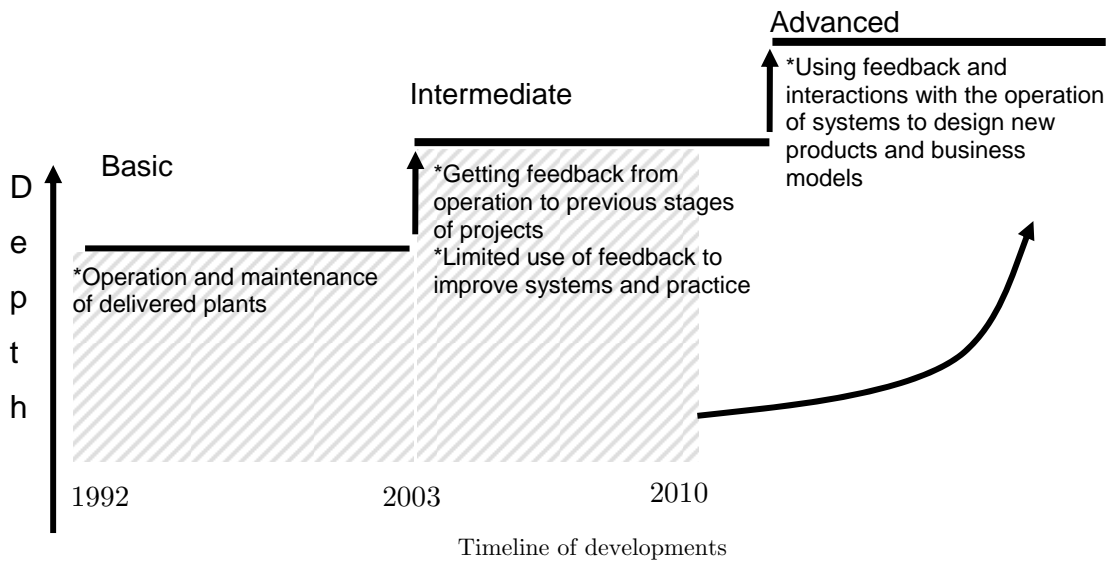 Advanced
*Using feedback and
interactions with the operation
of systems to design new
products and business
models
Intermediate
*Getting feedback from
operation to previous stages
of projects
*Limited use of feedback to
improve systems and practice
Basic
*Operation and maintenance
of delivered plants
D
e
p
t
h
1992
2003
2010
Timeline of developments